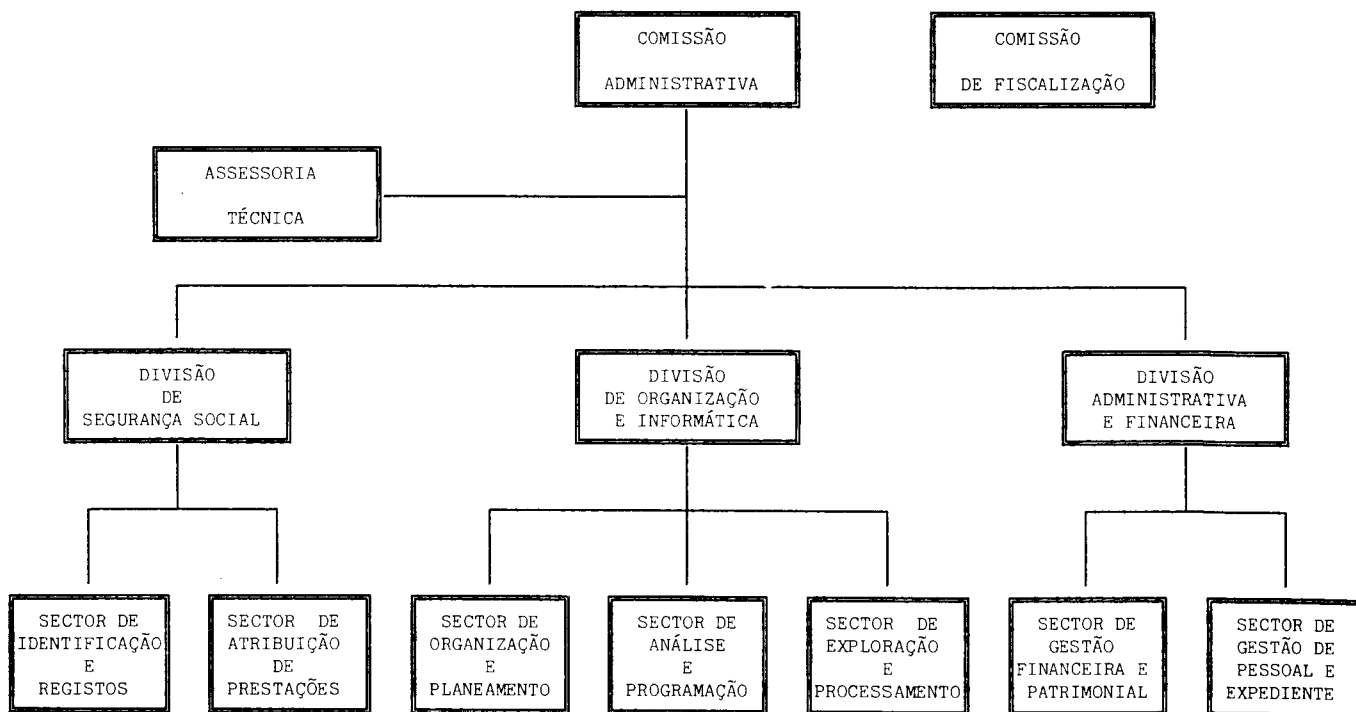 COMISSÃO
ADMINISTRATIVA
COMISSÃO
DE FISCALIZAÇÃO
ASSESSORIA
TÉCNICA
DIVISÃO
DE
SEGURANÇA SOCIAL
DIVISÃO
DE ORGANIZAÇÃO
E INFORMÁTICA
DIVISÃO
ADMINISTRATIVA
E FINANCEIRA
SECTOR DE
IDENTIFICAÇÃO
E
REGISTOS
SECTOR DE
ATRIBUIÇÃO
DE
PRESTAÇÕES
SECTOR DE
ORGANIZAÇÃO
E
PLANEAMENTO
SECTOR DE
ANÁLISE
E
PROGRAMAÇÃO
SECTOR DE
EXPLORAÇÃO
E
PROCESSAMENTO
SECTOR DE
GESTÃO
FINANCEIRA E
PATRIMONIAL
SECTOR DE
GESTÃO DE
PESSOAL E
EXPEDIENTE